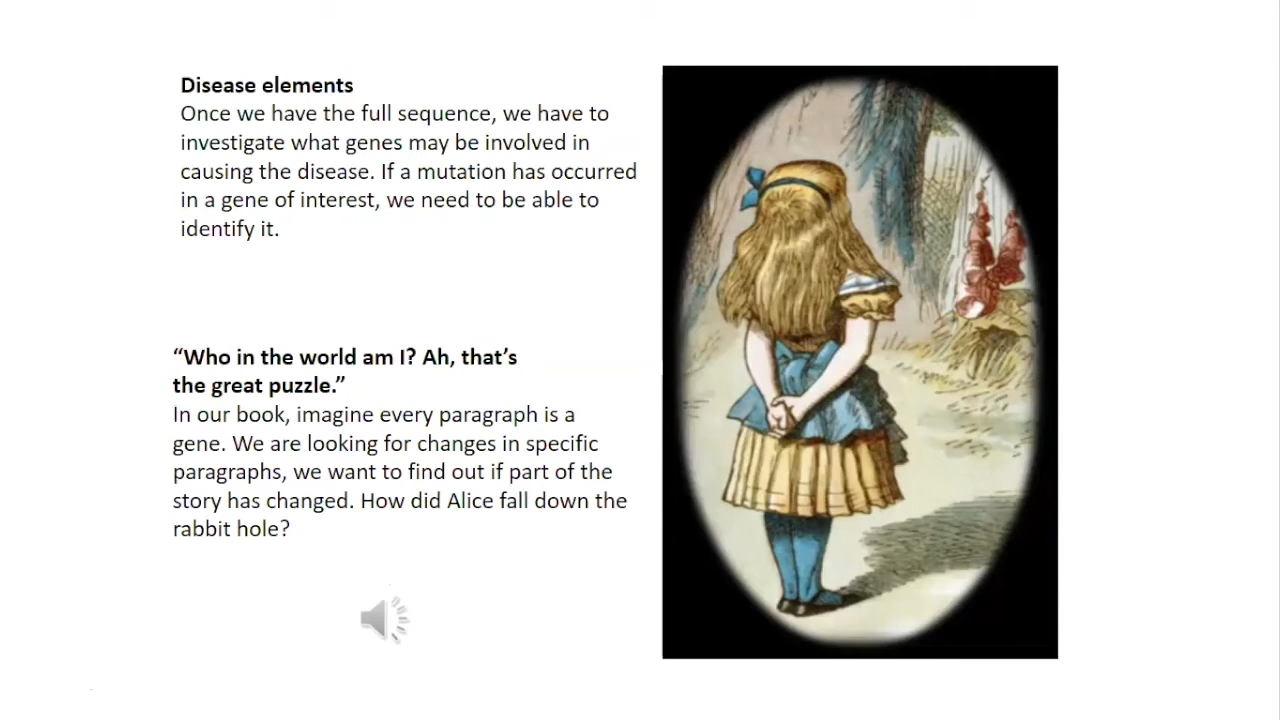 Disease elements
Once we have the full sequence, we have to
investigate what genes may be involved in
causing the disease. If a mutation has occurred
in a gene of interest, we need to be able to
identify it.
“Who in the world am I? Ah, that’s
the great puzzle.”
In our book, imagine every paragraph is a
gene. We are looking for changes in specific
paragraphs, we want to find out if part of the
story has changed. How did Alice fall down the
rabbit hole?